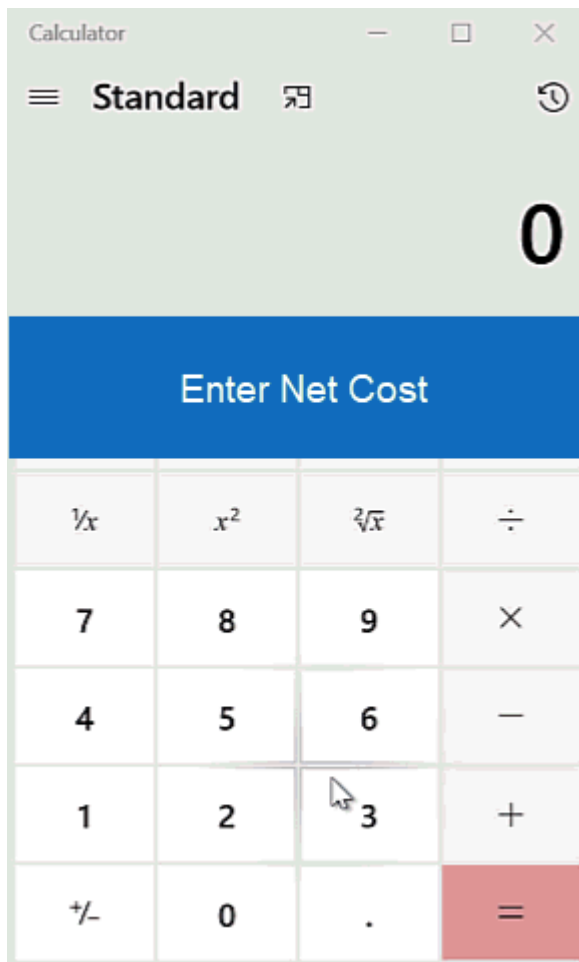 Calculator
Standard
0
Enter Net Cost
¹/x x² ²√x ÷
7 8 9 ×
4 5 6 −
1 2 3 +
+/− 0 . =